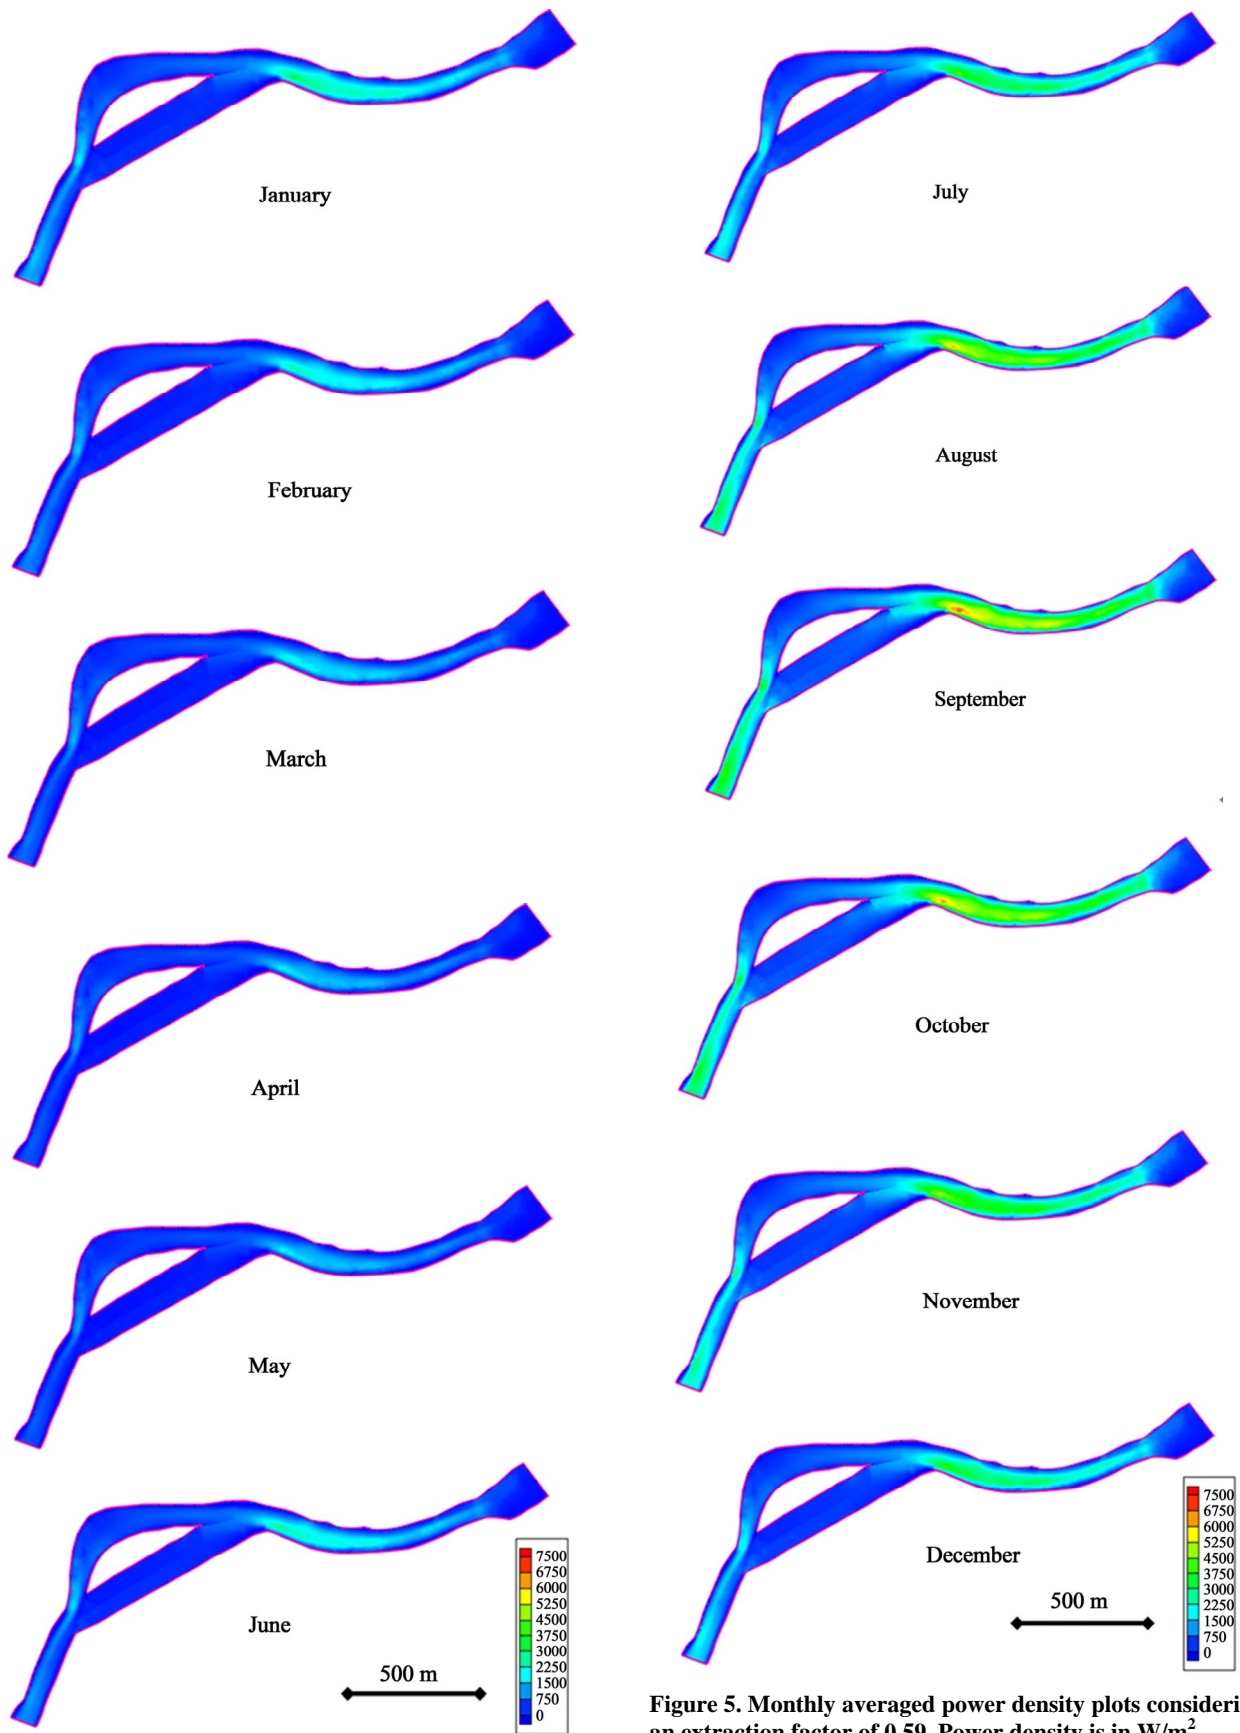 January
February
March
April
May
June
500 m
7500
6750
6000
5250
4500
3750
3000
2250
1500
750
0
July
August
September
October
November
December
500 m
7500
6750
6000
5250
4500
3750
3000
2250
1500
750
0
Figure 5. Monthly averaged power density plots consideri
an extraction factor of 0.59. Power density is in W/m²